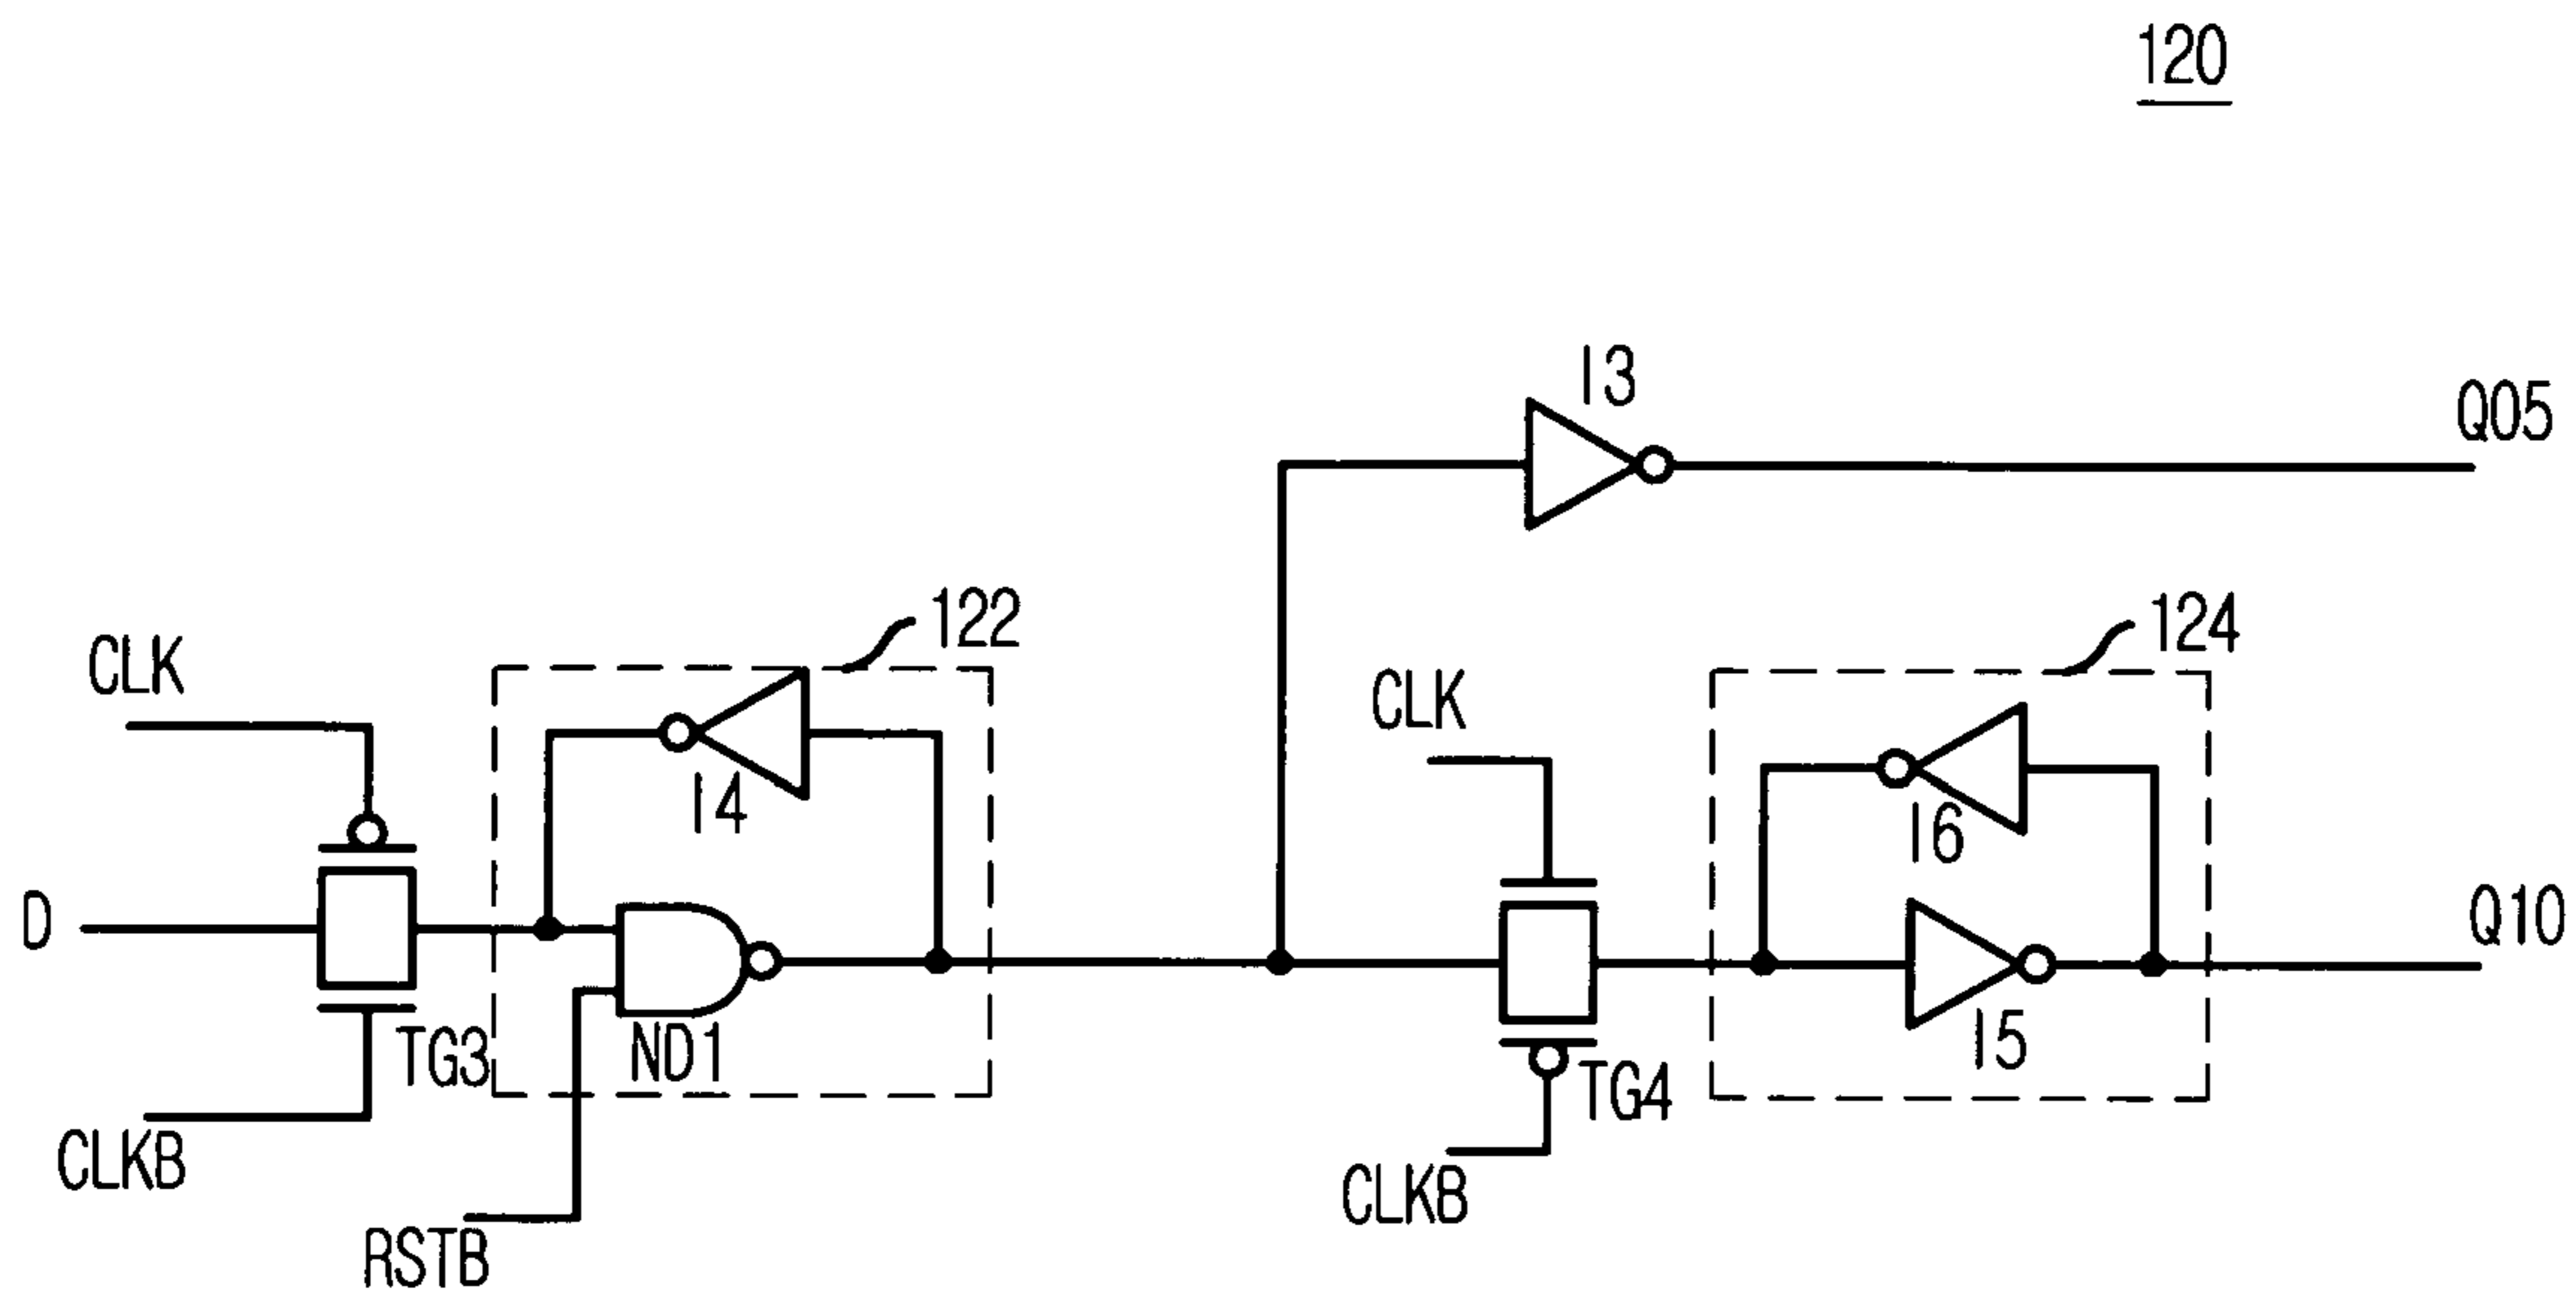 120
I3
Q05
122
124
CLK
CLK
I4
I6
D
Q10
TG3
ND1
I5
TG4
CLKB
CLKB
RSTB